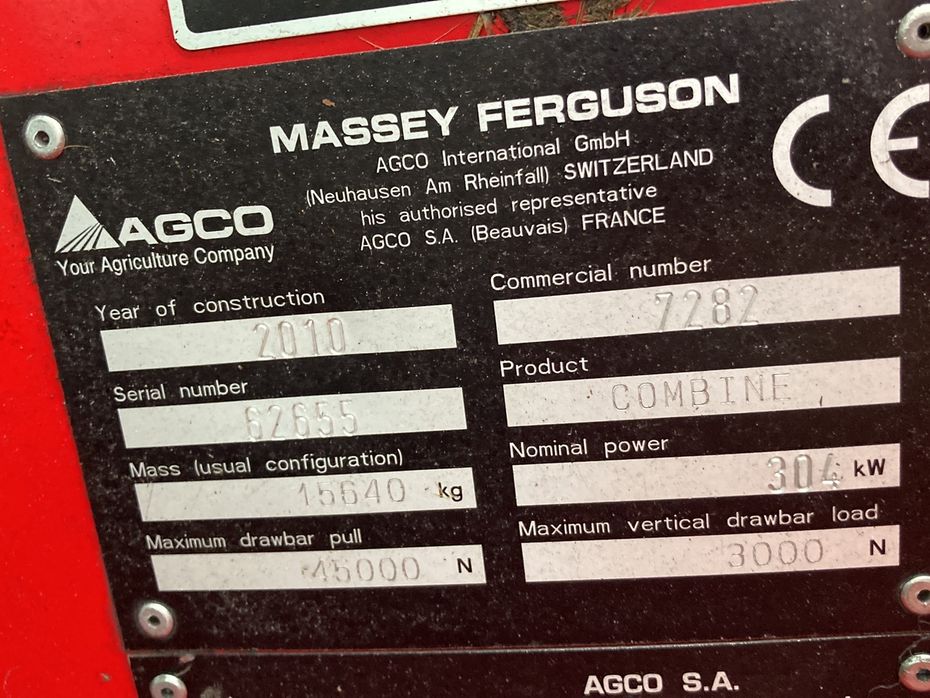 MASSEY FERGUSON
AGCO International GmbH
(Neuhausen Am Rheinfall) SWITZERLAND
his authorised representative
AGCO S.A. (Beauvais) FRANCE
CE
AGCO
Your Agriculture Company
Year of construction
2010
Commercial number
7282
Serial number
62655
Product
COMBINE
Mass (usual configuration)
15640 kg
Nominal power
304 kW
Maximum drawbar pull
45000 N
Maximum vertical drawbar load
3000 N
AGCO S.A.